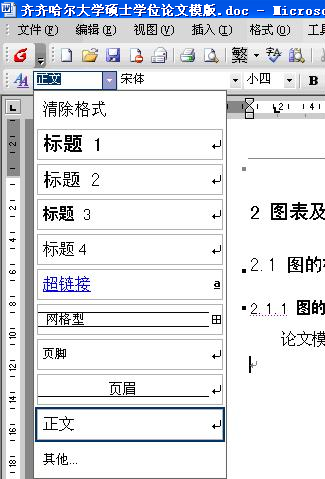 齐齐哈尔大学硕士学位论文模版.doc - Microso
文件(F) 编辑(E) 视图(V) 插入(I) 格式(O) 工具
繁
正文 宋体 小四 B
清除格式
标题 1
标题 2
标题 3
标题 4
超链接 a
网格型
页脚
页眉
正文
其他...
2 图表及
2.1 图的
2.1.1 图的
论文模